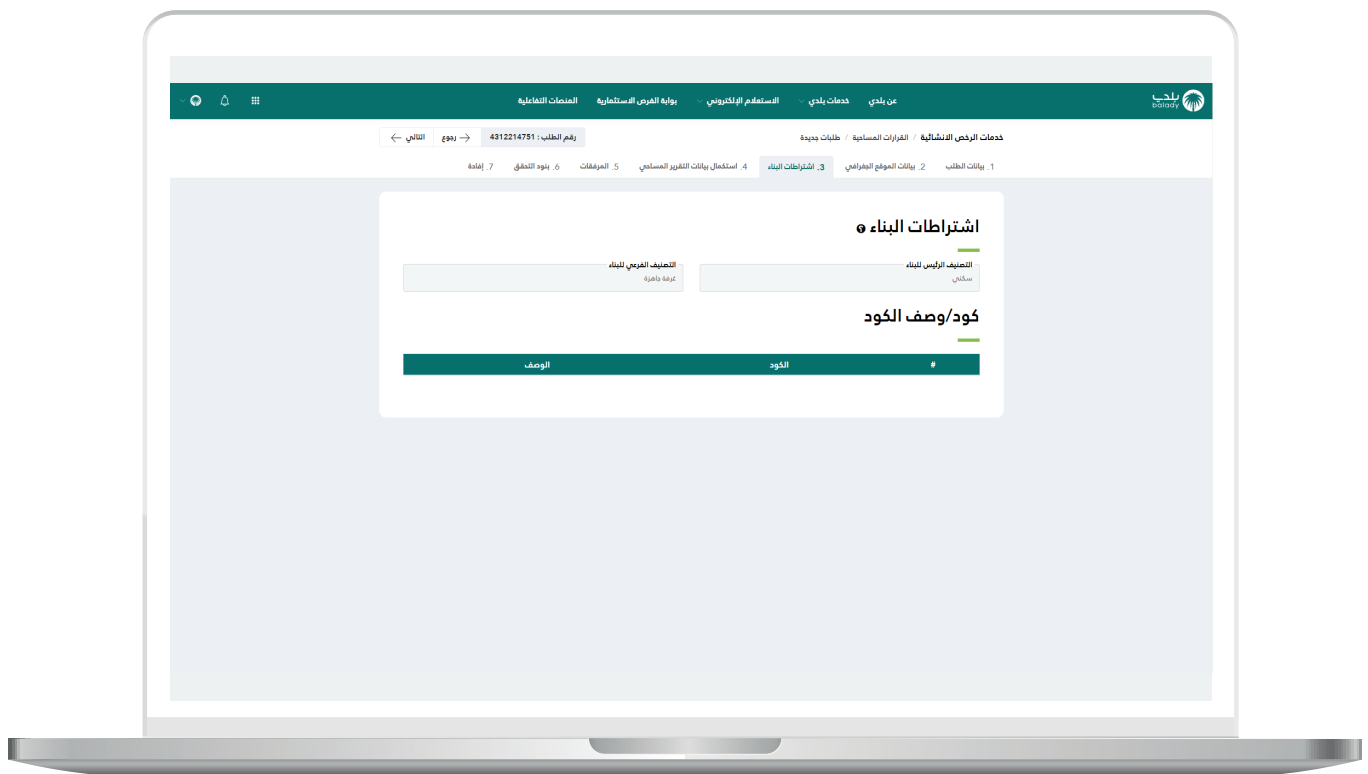 بلدي
balady
عن بلدي خدمات بلدي الاستعلام الإلكتروني بوابة الفرص الاستثمارية المنصات التفاعلية
خدمات الرخص الانشائية / القرارات المساحية / طلبات جديدة
رقم الطلب : 4312214751 رجوع التالي
1. بيانات الطلب 2. بيانات الموقع الجغرافي 3. اشتراطات البناء 4. استكمال بيانات التقرير المساحي 5. المرفقات 6. بنود التحقق 7. إفادة
اشتراطات البناء
التصنيف الرئيس للبناء التصنيف الفرعي للبناء
سكني غرفة جاهزة
كود/وصف الكود
# الكود الوصف